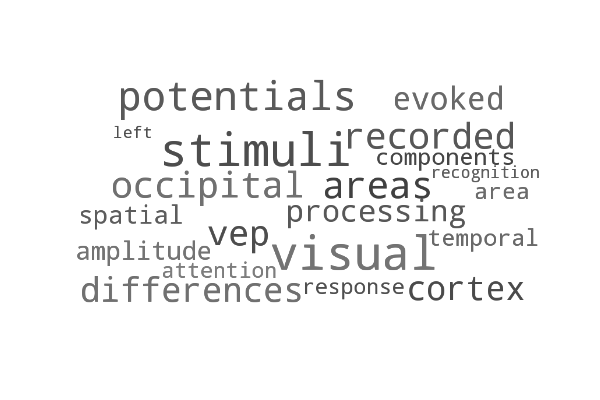 potentials evoked
left stimuli recorded
components
recognition
occipital areas area
spatial processing
vep temporal
amplitude visual
attention
differences response cortex